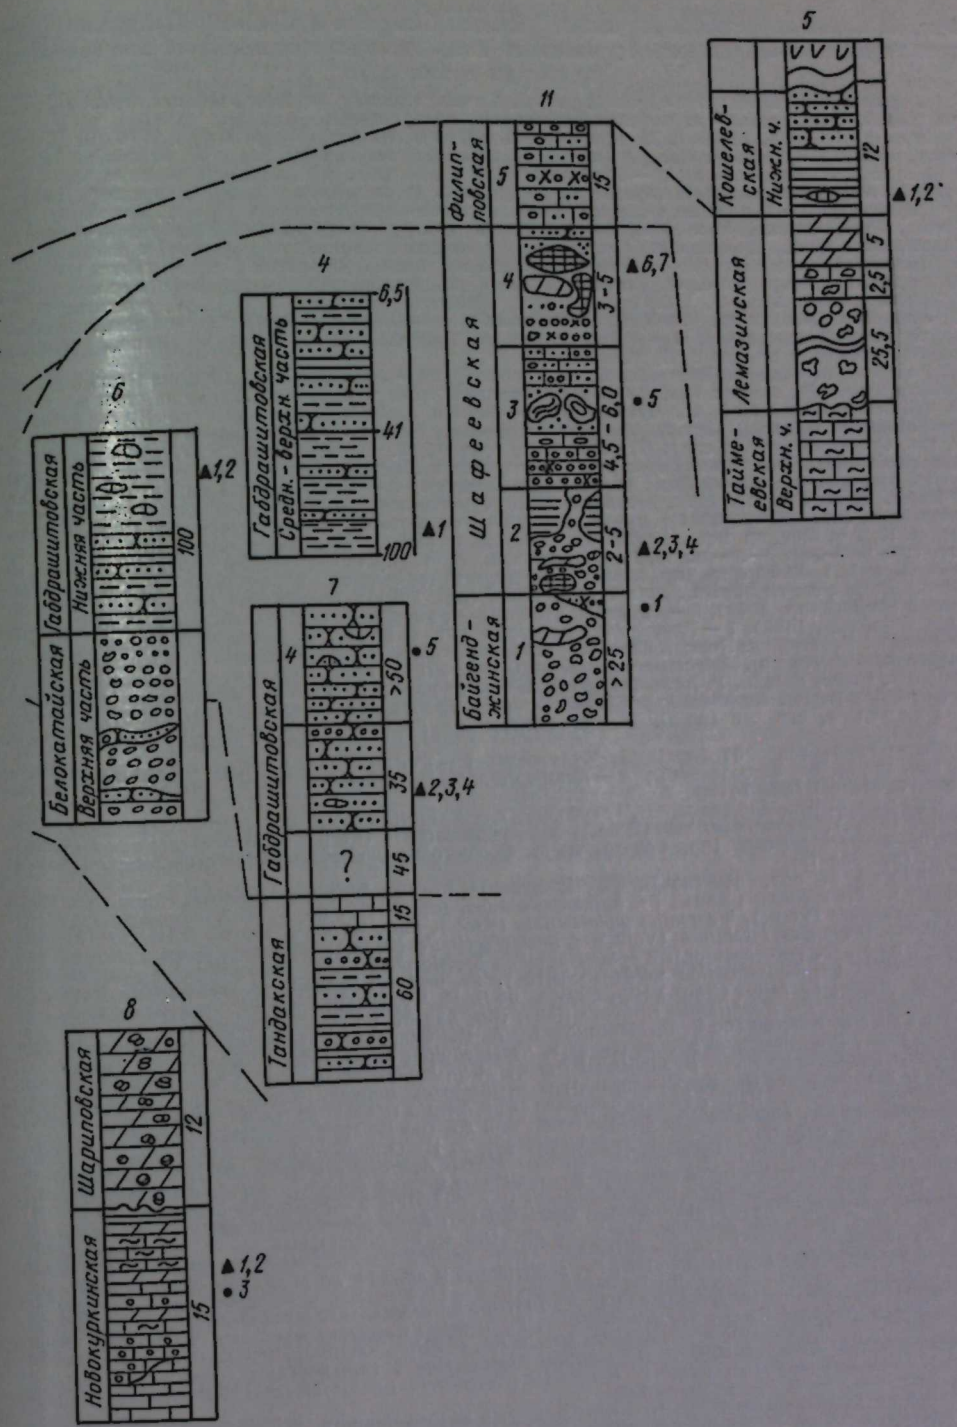 5
Кошелев-
ская
Нижн. ч.
12
▲1,2
Лемазинская
5
2,5
25,5
Тайме-
евская
Верхн. ч.
11
Филип-
повская
5
15
Шафеевская
4
3-5
▲6,7
3
4,5-6,0
•5
2
2-5
▲2,3,4
Байгенд-
жинская
1
>25
•1
4
Габдрашитовская
Средн.-верхн. часть
6,5
41
100
▲1
6
Габдрашитовская
Нижняя часть
100
▲1,2
Белокатайская
Верхняя часть
7
Габдрашитовская
4
>50
•5
35
▲2,3,4
?
45
Тандакская
15
60
8
Шариповская
12
Новокуркинская
15
▲1,2
•3